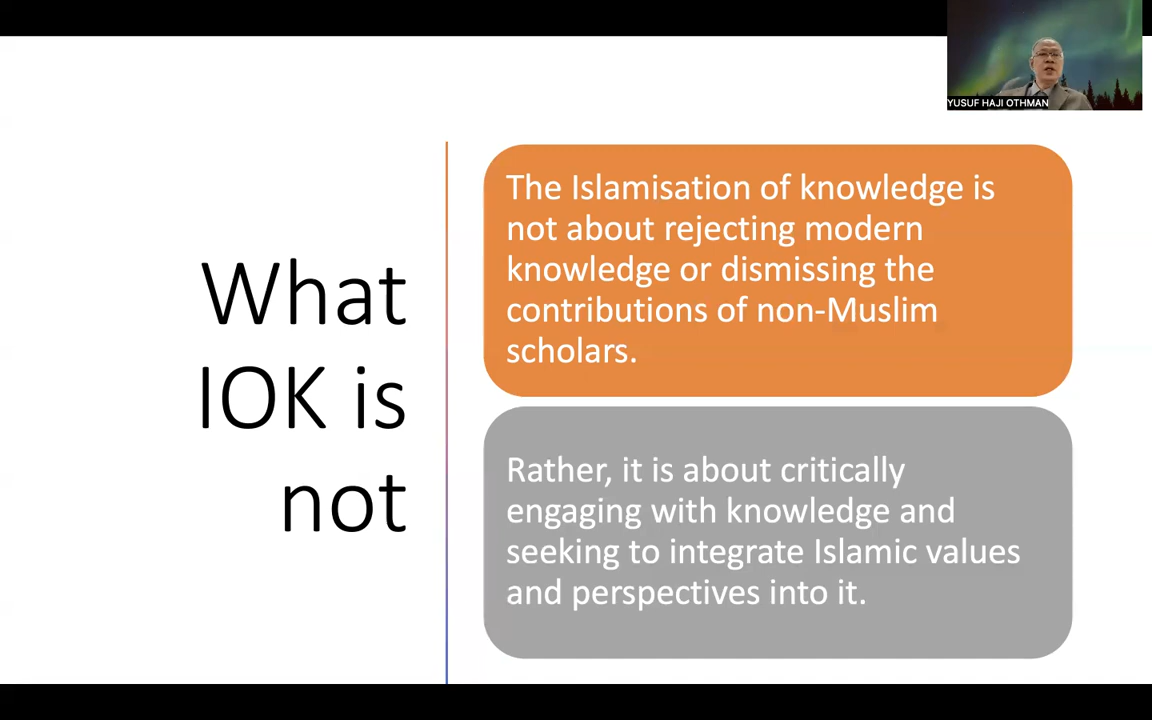 YUSUF HAJI OTHMAN
What
IOK is
not
The Islamisation of knowledge is
not about rejecting modern
knowledge or dismissing the
contributions of non-Muslim
scholars.
Rather, it is about critically
engaging with knowledge and
seeking to integrate Islamic values
and perspectives into it.